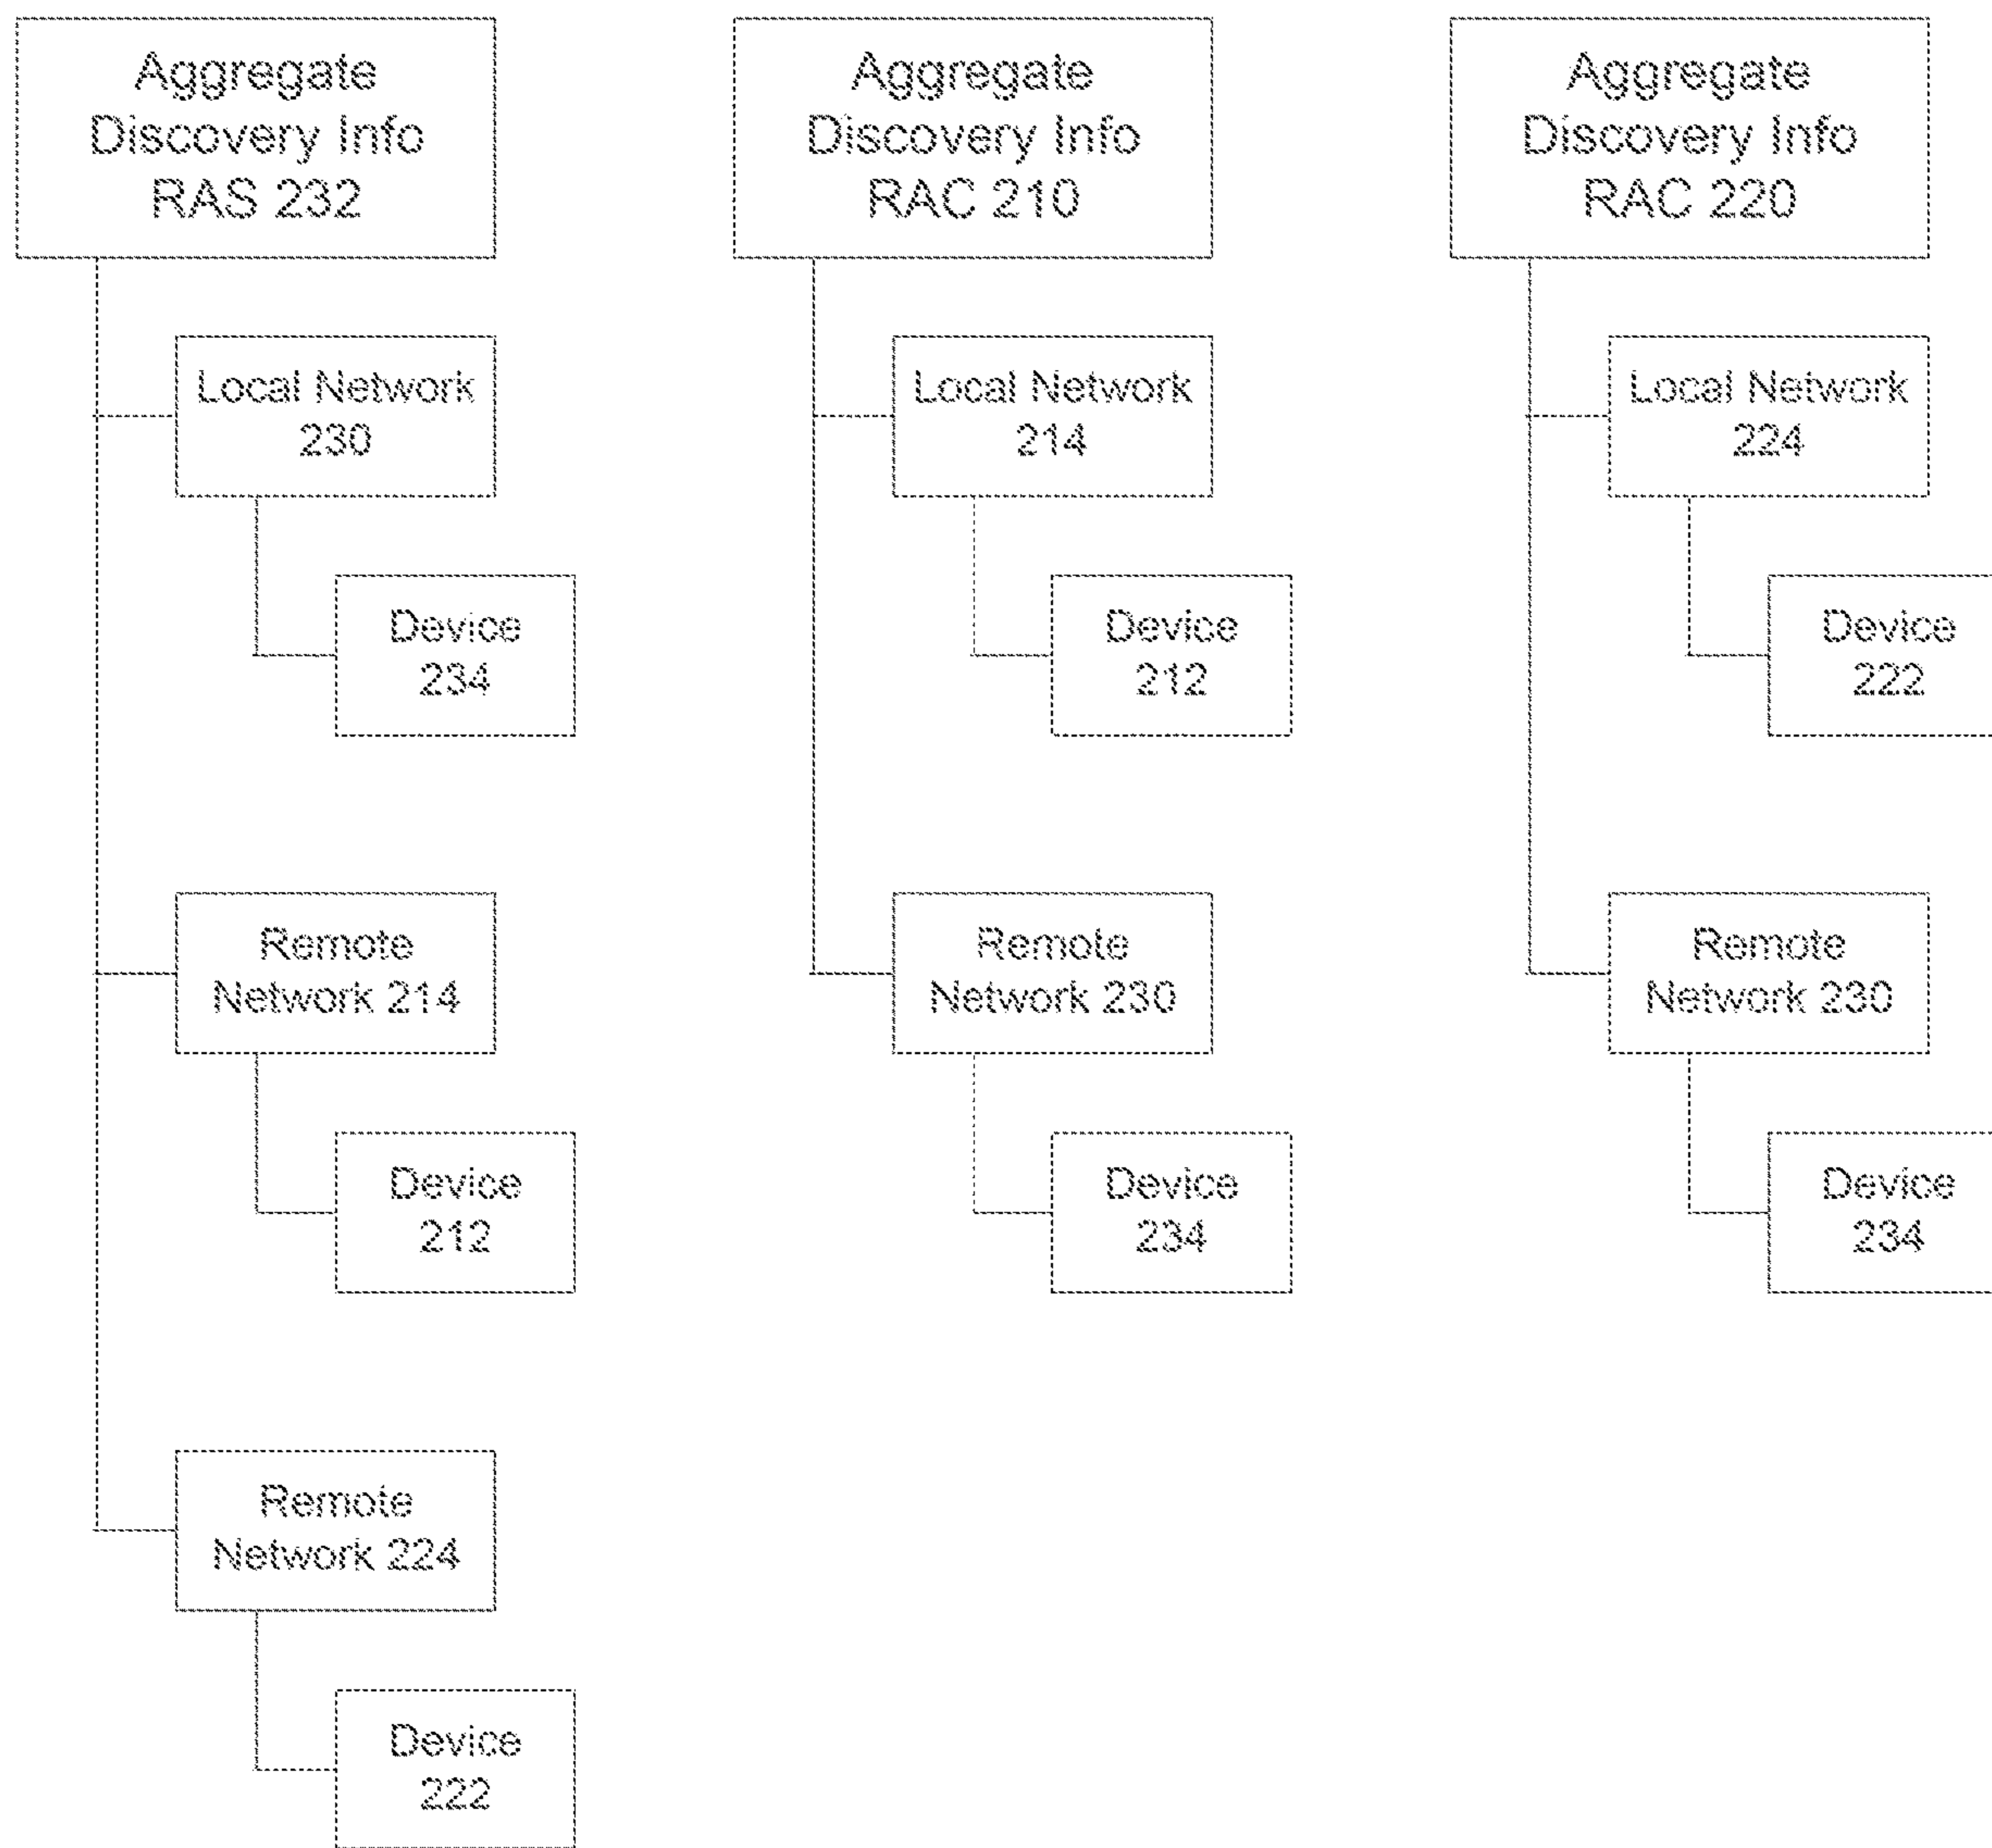 Aggregate
Discovery Info
RAS 232
Local Network
230
Device
234
Remote
Network 214
Device
212
Remote
Network 224
Device
222
Aggregate
Discovery Info
RAC 210
Local Network
214
Device
212
Remote
Network 230
Device
234
Aggregate
Discovery Info
RAC 220
Local Network
224
Device
222
Remote
Network 230
Device
234